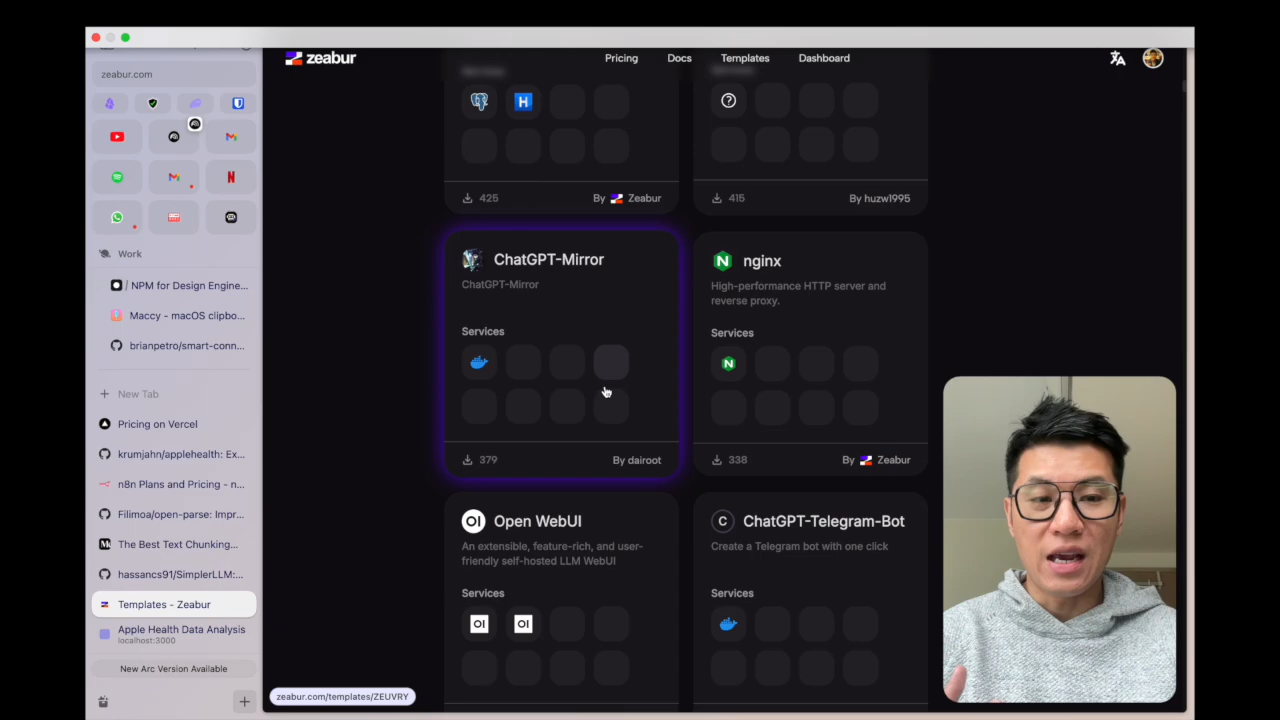 zeabur.com
Work
/ NPM for Design Engine...
Maccy - macOS clipbo...
brianpetro/smart-conn...
New Tab
Pricing on Vercel
krumjahn/applehealth: Ex...
n8n Plans and Pricing - n...
Filimoa/open-parse: Impr...
The Best Text Chunking...
hassancs91/SimplerLLM:...
Templates - Zeabur
Apple Health Data Analysis
localhost:3000
New Arc Version Available
zeabur
Pricing
Docs
Templates
Dashboard
Services
H
425
By Zeabur
415
By huzw1995
ChatGPT-Mirror
ChatGPT-Mirror
Services
379
By dairoot
nginx
High-performance HTTP server and
reverse proxy.
Services
338
By Zeabur
OI Open WebUI
An extensible, feature-rich, and user-
friendly self-hosted LLM WebUI
Services
OI OI
C ChatGPT-Telegram-Bot
Create a Telegram bot with one click
Services
zeabur.com/templates/ZEUVRY